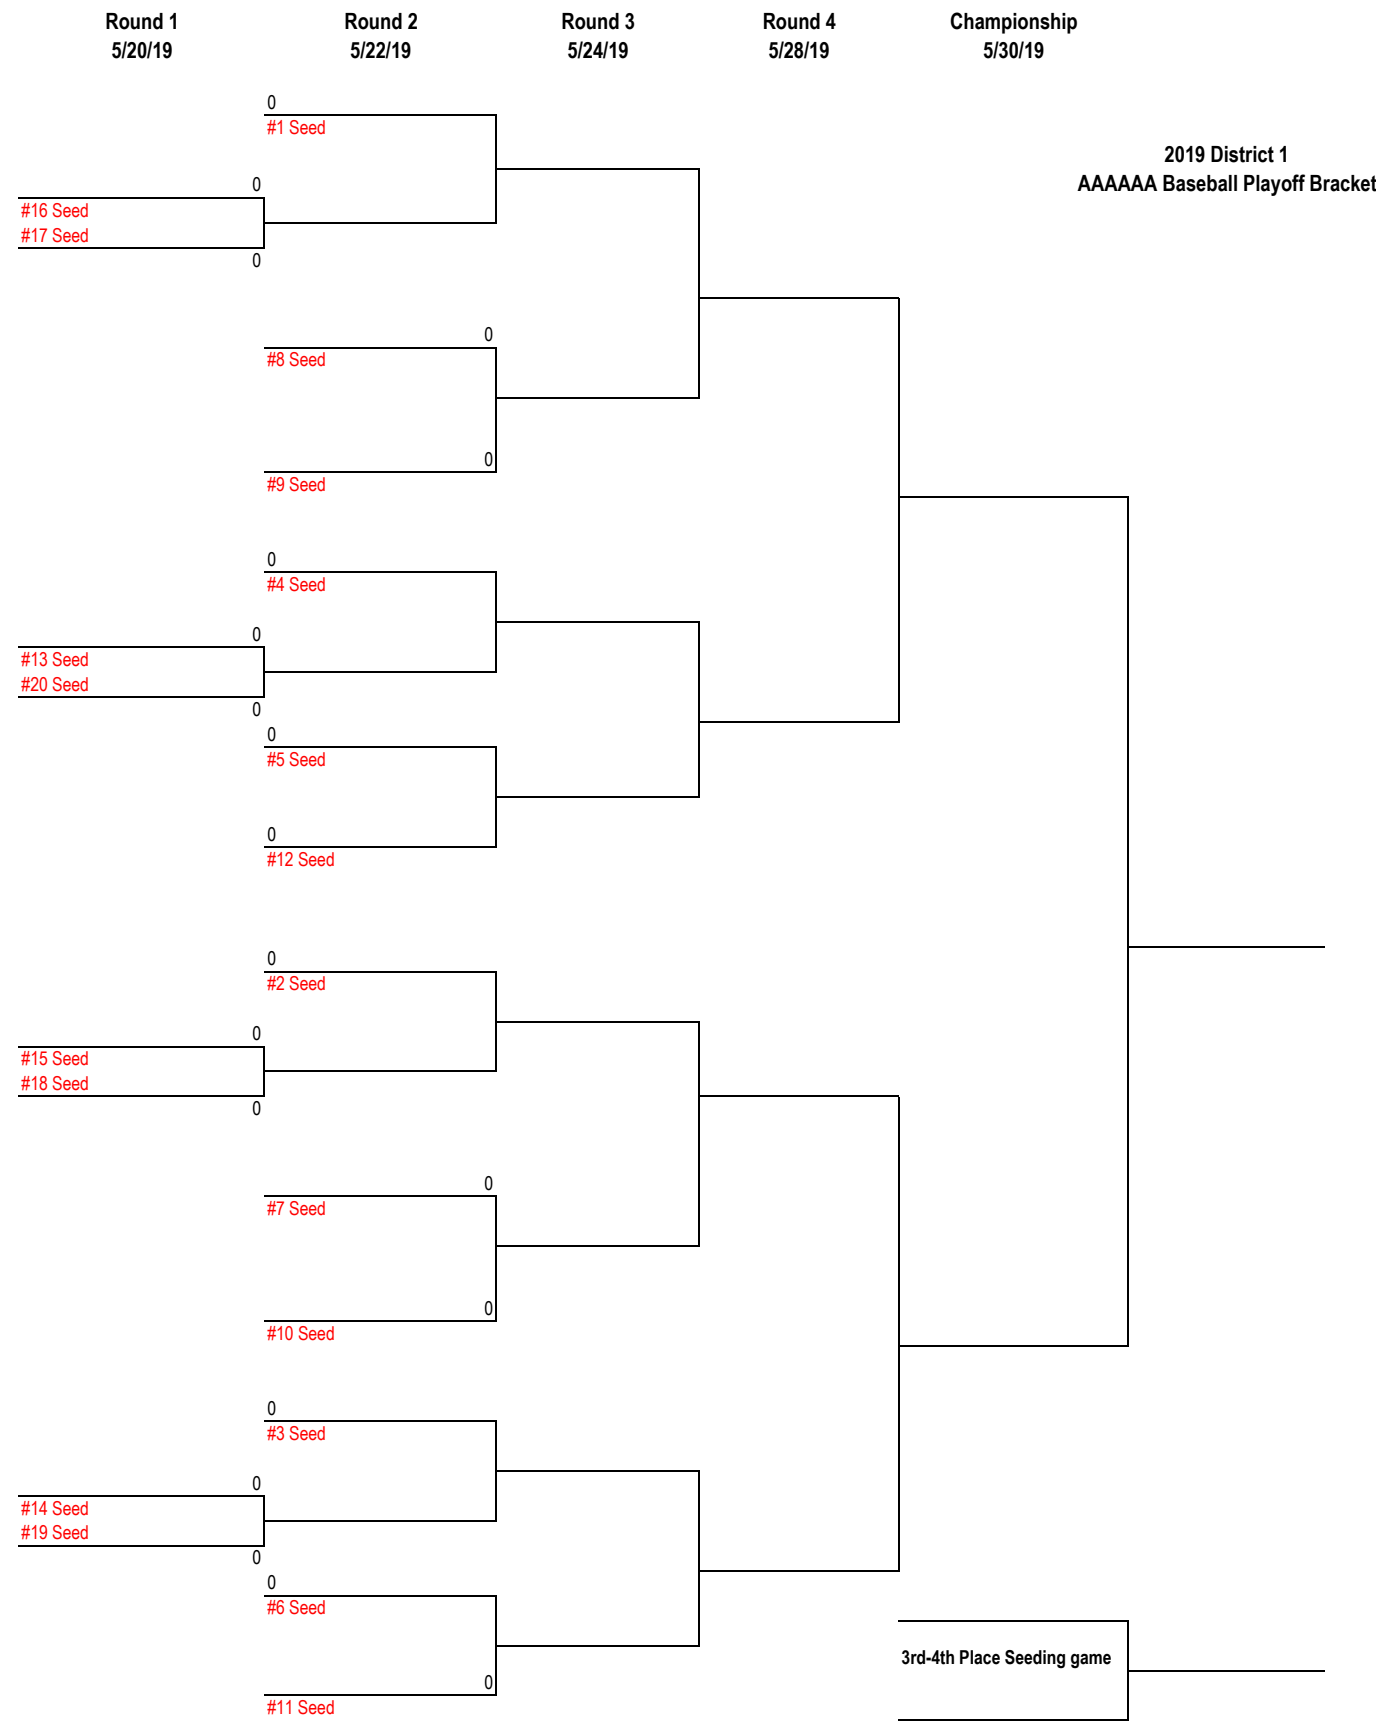 Round 1
5/20/19
Round 2
5/22/19
Round 3
5/24/19
Round 4
5/28/19
Championship
5/30/19
2019 District 1
AAAAAA Baseball Playoff Bracket
0
#1 Seed
0
#16 Seed
#17 Seed
0
0
#8 Seed
0
#9 Seed
0
#4 Seed
0
#13 Seed
#20 Seed
0
0
#5 Seed
0
#12 Seed
0
#2 Seed
0
#15 Seed
#18 Seed
0
0
#7 Seed
0
#10 Seed
0
#3 Seed
0
#14 Seed
#19 Seed
0
0
#6 Seed
3rd-4th Place Seeding game
0
#11 Seed